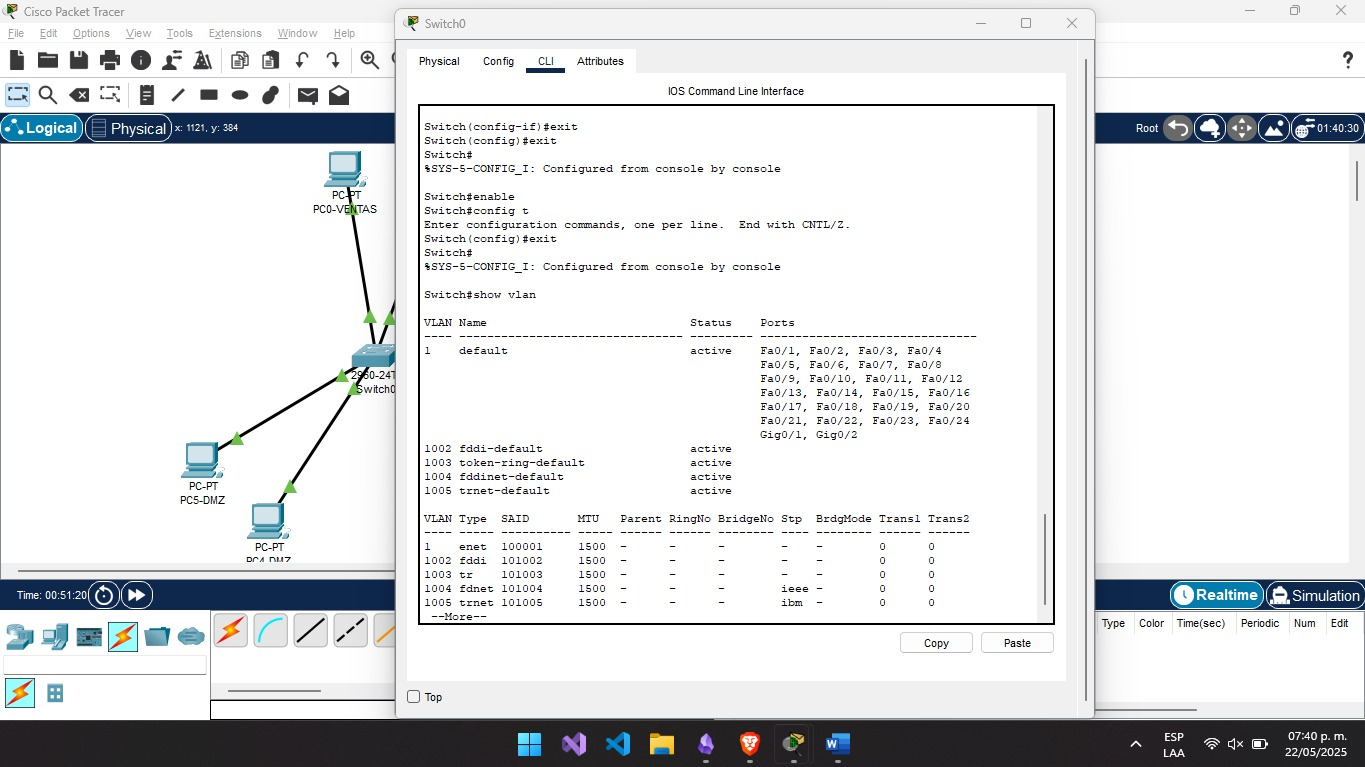 Cisco Packet Tracer
File Edit Options View Tools Extensions Window Help
Logical Physical x: 1121, y: 384
Root 01:40:30
PC-PT
PC0-VENTAS
2960-24T
Switch0
PC-PT
PC5-DMZ
PC-PT
PC4-DMZ
Switch0
Physical Config CLI Attributes
IOS Command Line Interface
Switch(config-if)#exit
Switch(config)#exit
Switch#
%SYS-5-CONFIG_I: Configured from console by console
Switch#enable
Switch#config t
Enter configuration commands, one per line. End with CNTL/Z.
Switch(config)#exit
Switch#
%SYS-5-CONFIG_I: Configured from console by console
Switch#show vlan
VLAN Name Status Ports
---- -------------------------------- --------- -------------------------------
1 default active Fa0/1, Fa0/2, Fa0/3, Fa0/4
Fa0/5, Fa0/6, Fa0/7, Fa0/8
Fa0/9, Fa0/10, Fa0/11, Fa0/12
Fa0/13, Fa0/14, Fa0/15, Fa0/16
Fa0/17, Fa0/18, Fa0/19, Fa0/20
Fa0/21, Fa0/22, Fa0/23, Fa0/24
Gig0/1, Gig0/2
1002 fddi-default active
1003 token-ring-default active
1004 fddinet-default active
1005 trnet-default active
VLAN Type SAID MTU Parent RingNo BridgeNo Stp BrdgMode Trans1 Trans2
---- ----- ---------- ----- ------ ------ -------- ---- -------- ------ ------
1 enet 100001 1500 - - - - - 0 0
1002 fddi 101002 1500 - - - - - 0 0
1003 tr 101003 1500 - - - - - 0 0
1004 fdnet 101004 1500 - - - ieee - 0 0
1005 trnet 101005 1500 - - - ibm - 0 0
--More--
Copy Paste
Top
Time: 00:51:20
Realtime Simulation
Type Color Time(sec) Periodic Num Edit
ESP
LAA
07:40 p. m.
22/05/2025